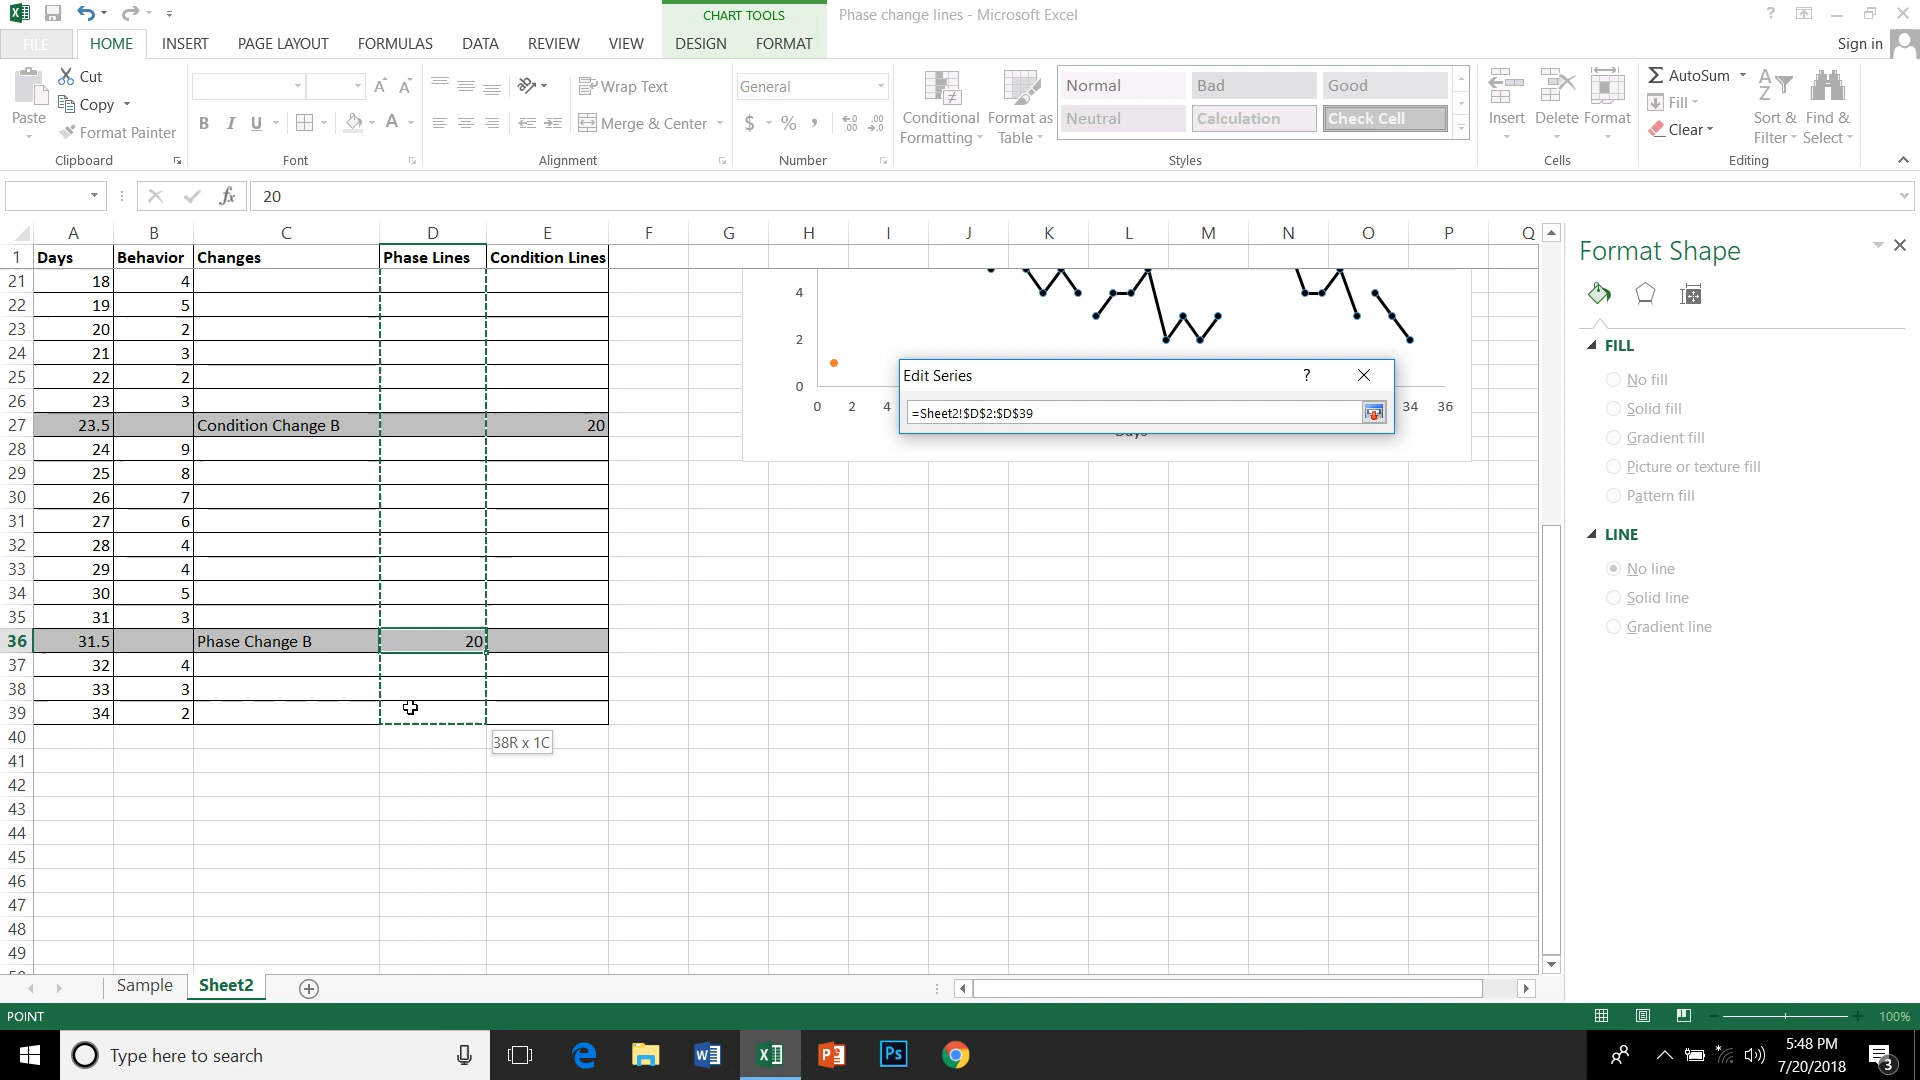 CHART TOOLS
Phase change lines - Microsoft Excel
FILE HOME INSERT PAGE LAYOUT FORMULAS DATA REVIEW VIEW DESIGN FORMAT Sign in
Paste Cut
Copy
Format Painter
Clipboard
B I U A
Font
Wrap Text
Merge & Center
Alignment
General
$ % ,
Number
Conditional Formatting
Format as Table
Normal Bad Good
Neutral Calculation Check Cell
Styles
Insert Delete Format
Cells
AutoSum
Fill
Clear
Sort & Filter
Find & Select
Editing
fx 20
A B C D E F G H I J K L M N O P Q
1 Days Behavior Changes Phase Lines Condition Lines
21 18 4
22 19 5
23 20 2
24 21 3
25 22 2
26 23 3
27 23.5 Condition Change B 20
28 24 9
29 25 8
30 26 7
31 27 6
32 28 4
33 29 4
34 30 5
35 31 3
36 31.5 Phase Change B 20
37 32 4
38 33 3
39 34 2
40
41
42
43
44
45
46
47
48
49
38R x 1C
4
2
0
0 2 4 34 36
Days
Edit Series ?
=Sheet2!$D$2:$D$39
Format Shape
FILL
No fill
Solid fill
Gradient fill
Picture or texture fill
Pattern fill
LINE
No line
Solid line
Gradient line
Sample Sheet2
POINT 100%
Type here to search
5:48 PM
7/20/2018
3